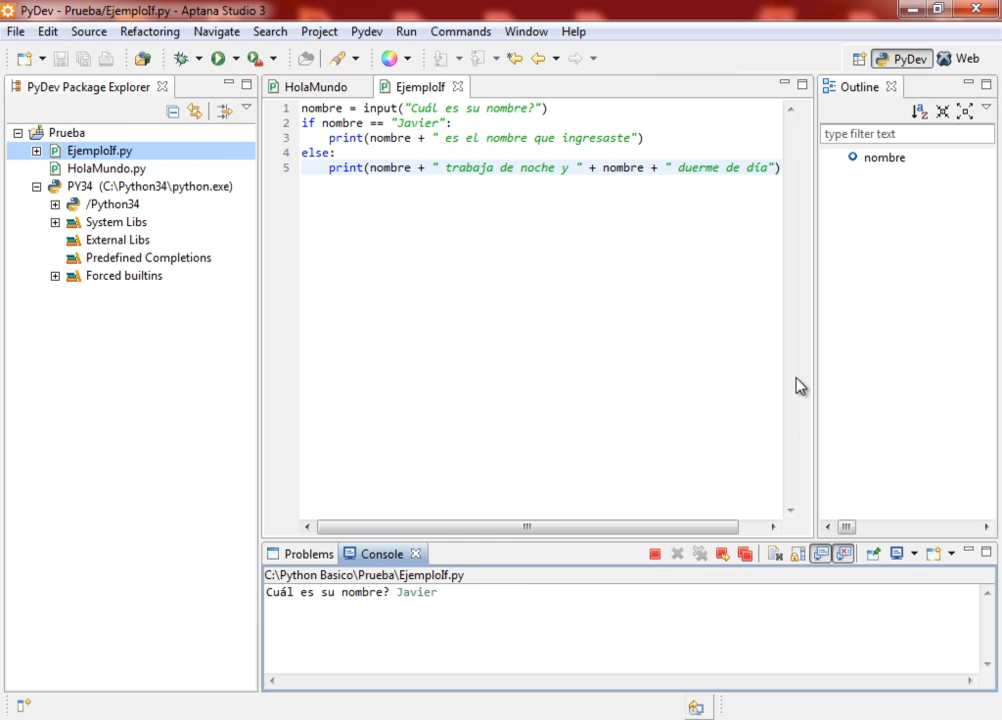 PyDev - Prueba/EjemploIf.py - Aptana Studio 3
File Edit Source Refactoring Navigate Search Project Pydev Run Commands Window Help
PyDev Web
PyDev Package Explorer
Prueba
EjemploIf.py
HolaMundo.py
PY34 (C:\Python34\python.exe)
/Python34
System Libs
External Libs
Predefined Completions
Forced builtins
HolaMundo EjemploIf
1 nombre = input("Cuál es su nombre?")
2 if nombre == "Javier":
3 print(nombre + " es el nombre que ingresaste")
4 else:
5 print(nombre + " trabaja de noche y " + nombre + " duerme de día")
Outline
type filter text
nombre
Problems Console
C:\Python Basico\Prueba\EjemploIf.py
Cuál es su nombre? Javier